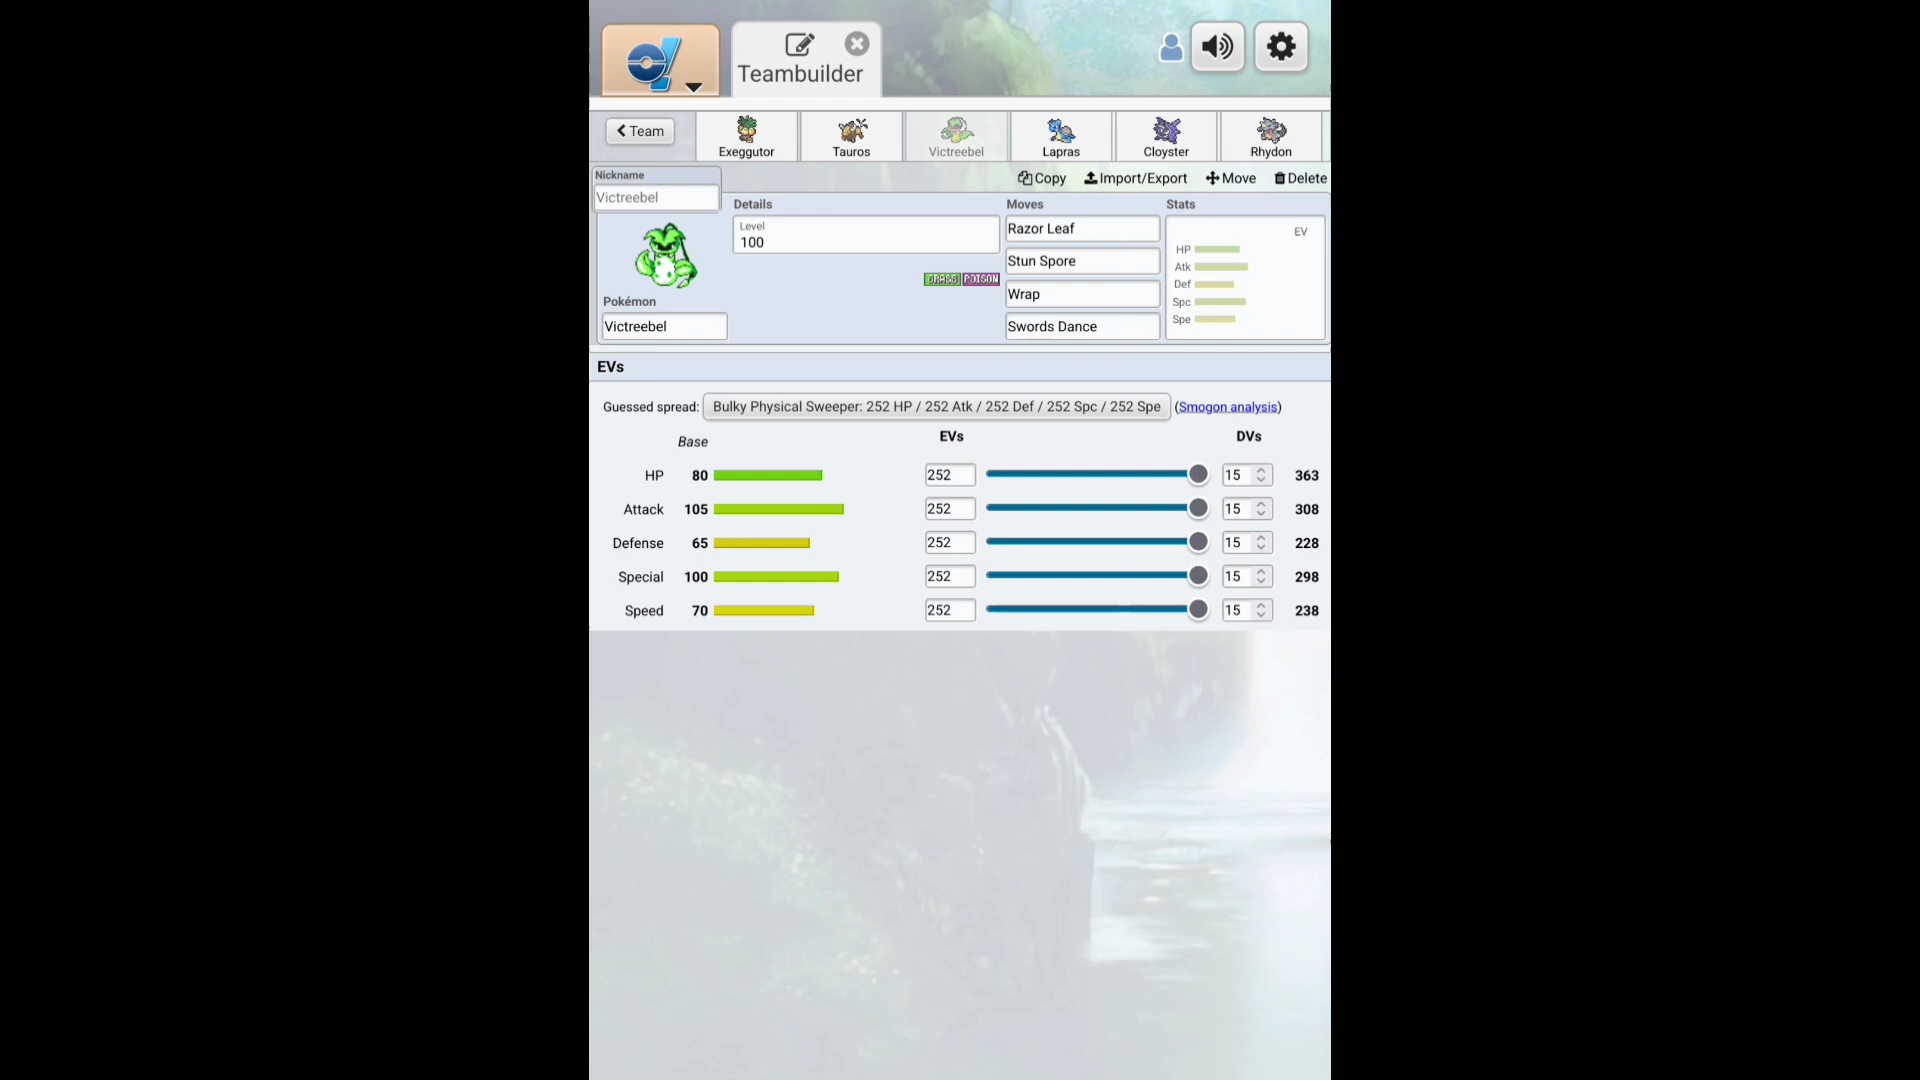 Teambuilder
Team
Exeggutor
Tauros
Victreebel
Lapras
Cloyster
Rhydon
Copy
Import/Export
Move
Delete
Nickname
Victreebel
Pokémon
Victreebel
Details
Level
100
GRASS POISON
Moves
Razor Leaf
Stun Spore
Wrap
Swords Dance
Stats
EV
HP
Atk
Def
Spc
Spe
EVs
Guessed spread: Bulky Physical Sweeper: 252 HP / 252 Atk / 252 Def / 252 Spc / 252 Spe (Smogon analysis)
Base EVs DVs
HP 80 252 15 363
Attack 105 252 15 308
Defense 65 252 15 228
Special 100 252 15 298
Speed 70 252 15 238